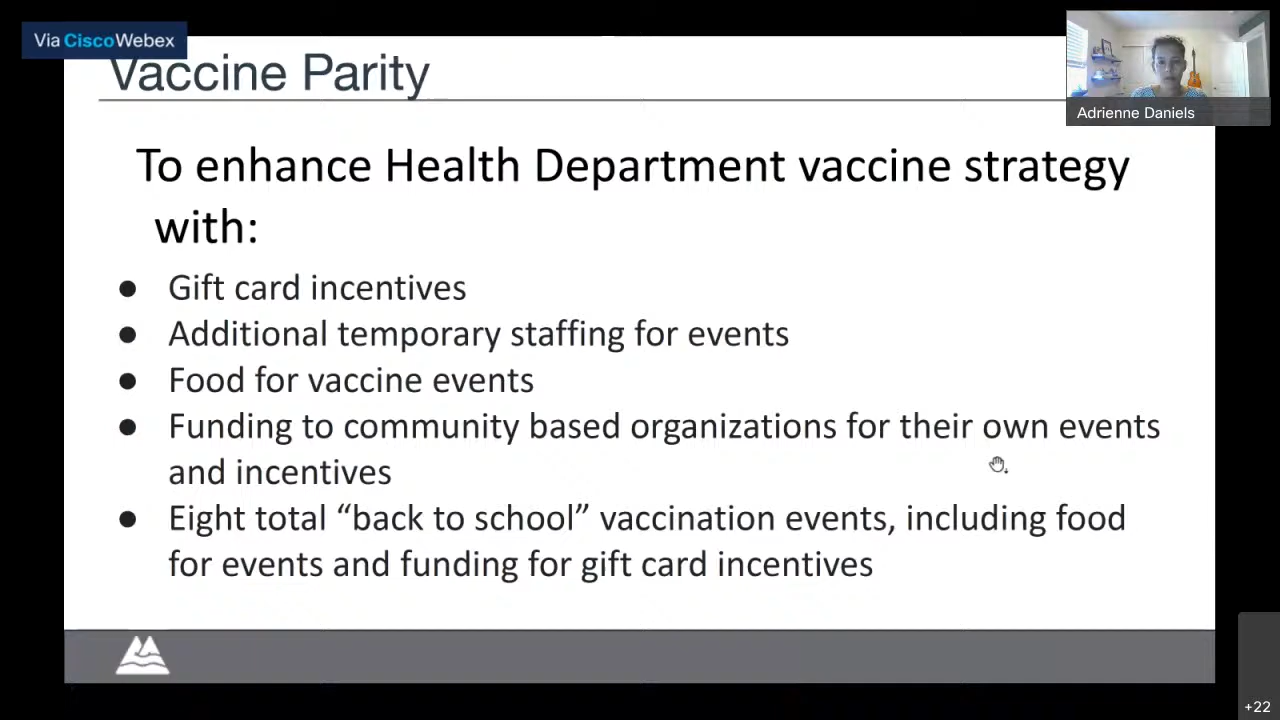 Via Cisco Webex
Vaccine Parity
Adrienne Daniels
To enhance Health Department vaccine strategy
with:
● Gift card incentives
● Additional temporary staffing for events
● Food for vaccine events
● Funding to community based organizations for their own events
and incentives
● Eight total “back to school” vaccination events, including food
for events and funding for gift card incentives
+22